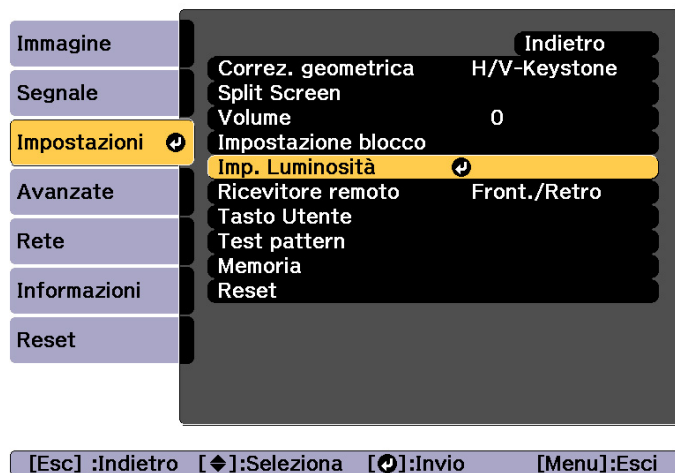 Immagine
Segnale
Impostazioni
Avanzate
Rete
Informazioni
Reset
Indietro
Correz. geometrica H/V-Keystone
Split Screen
Volume 0
Impostazione blocco
Imp. Luminosità
Ricevitore remoto Front./Retro
Tasto Utente
Test pattern
Memoria
Reset
[Esc] :Indietro [◆]:Seleziona [↵]:Invio [Menu]:Esci